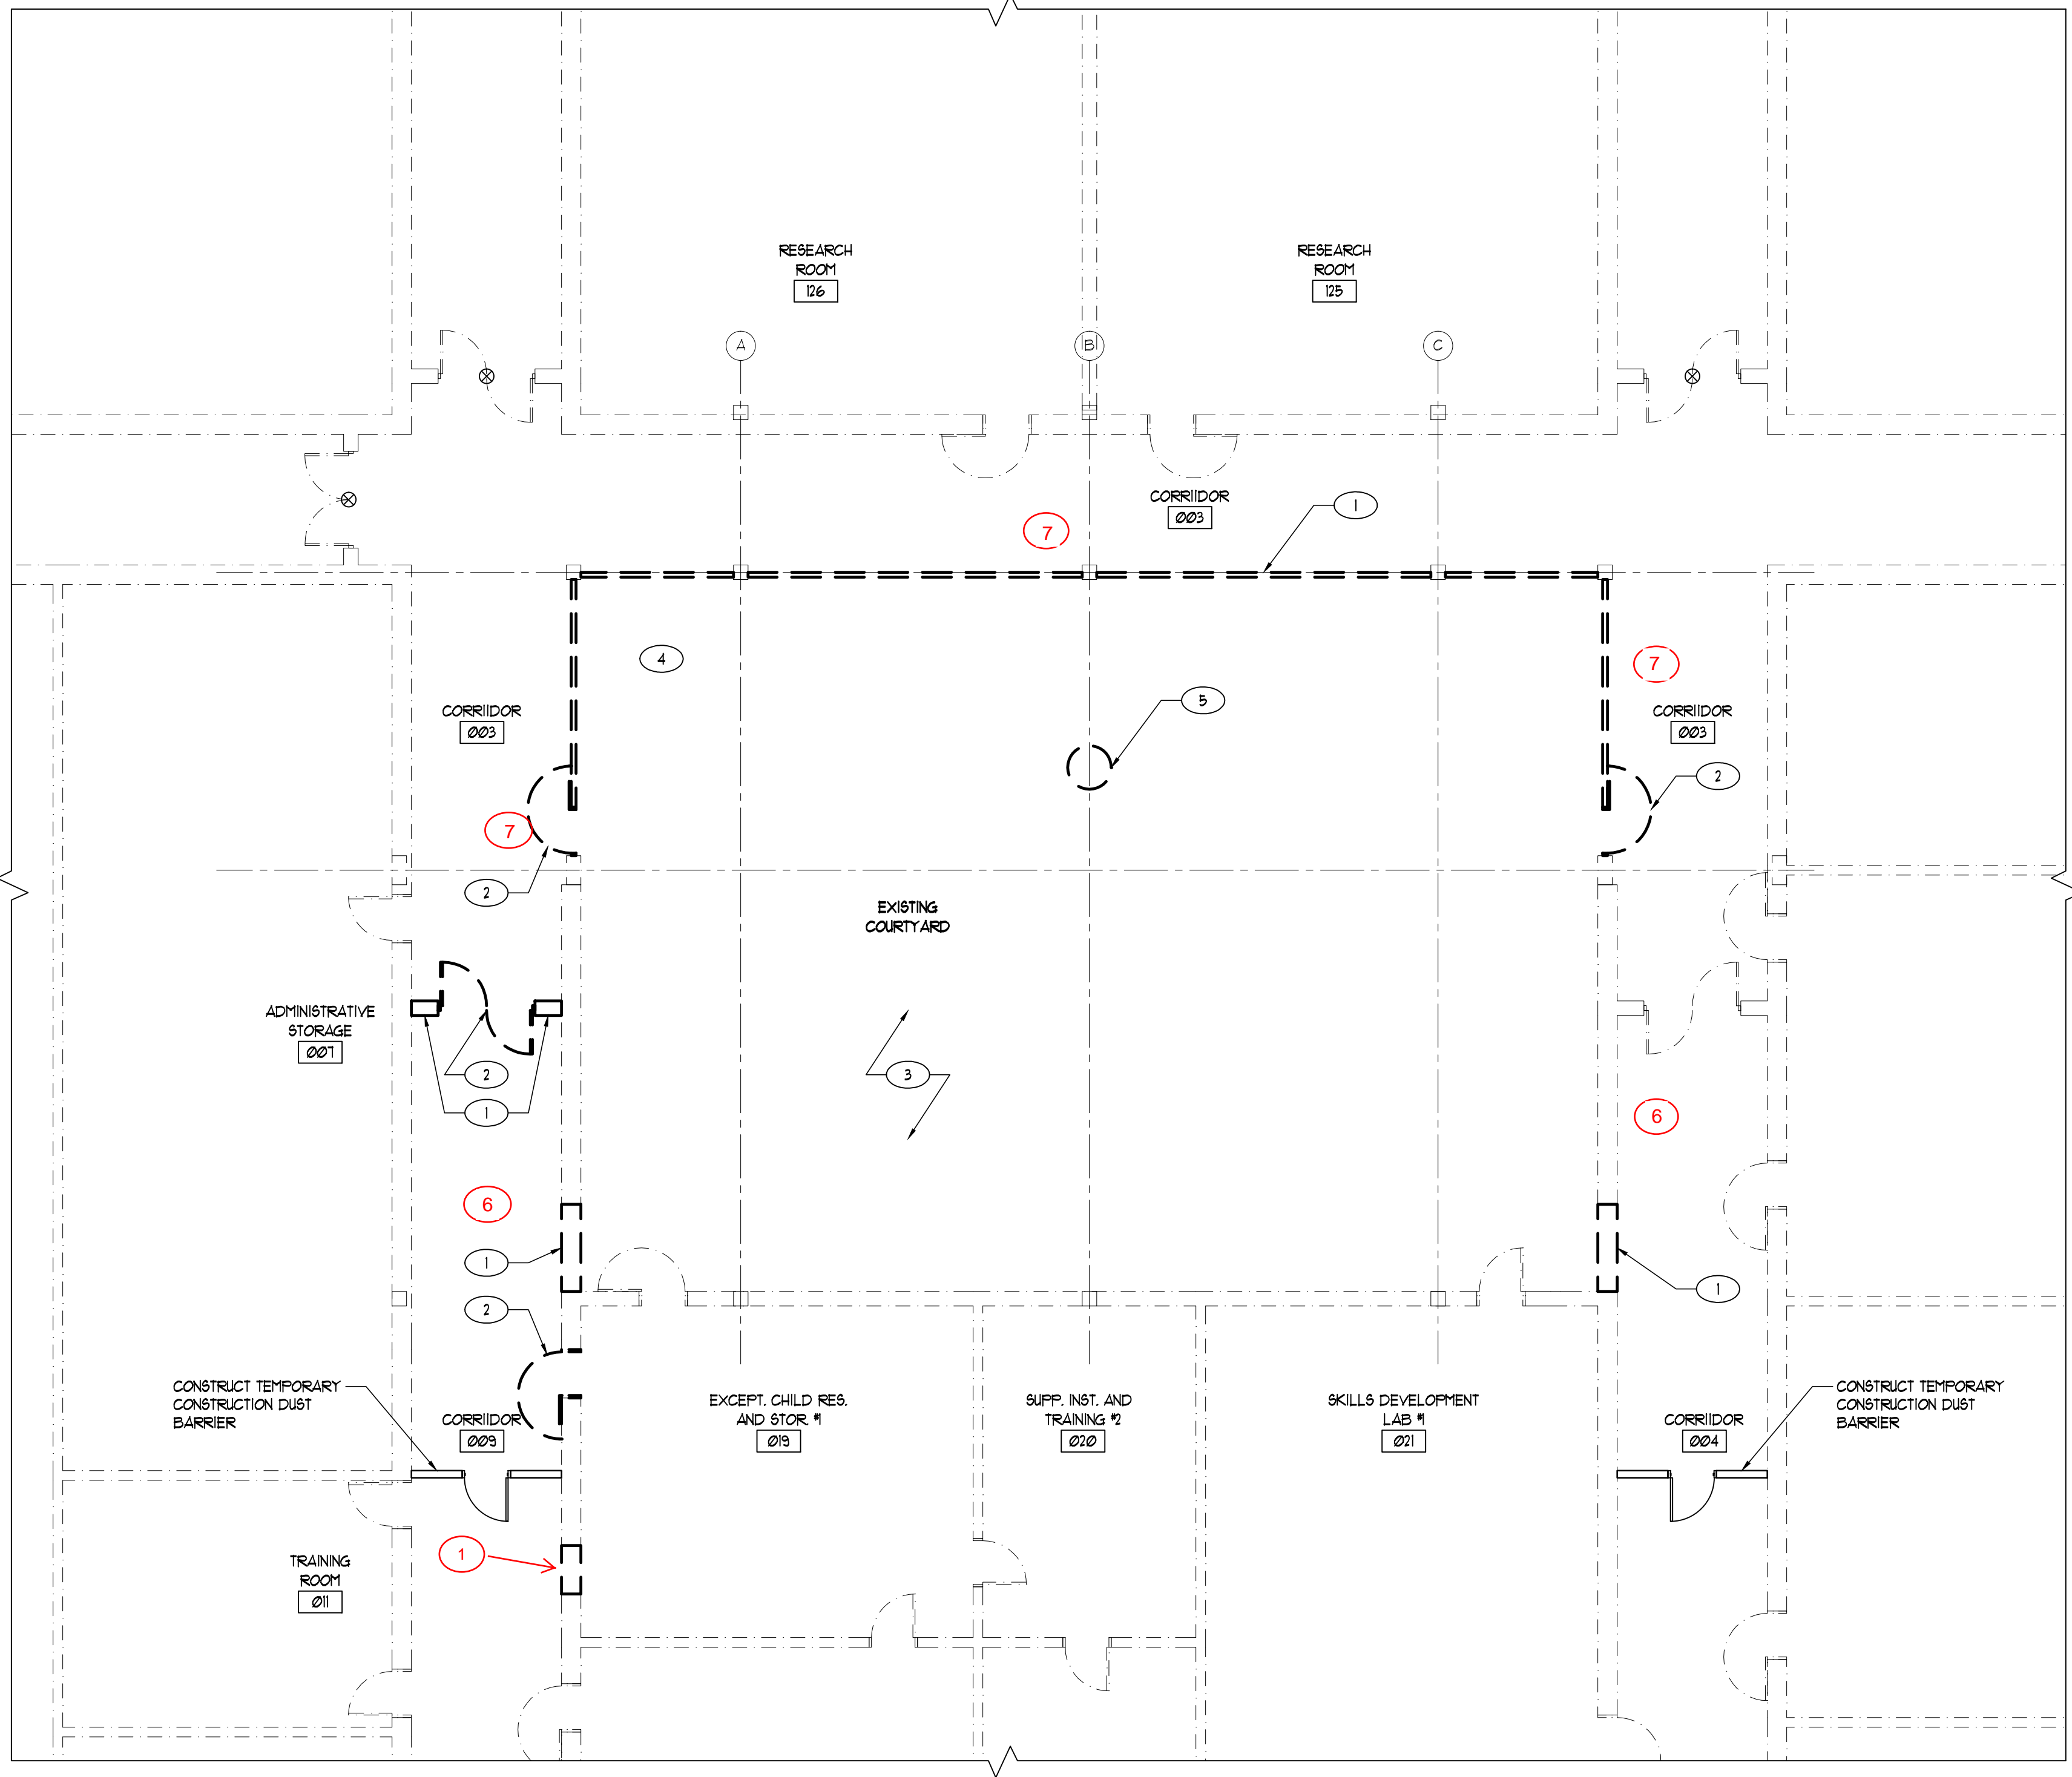 RESEARCH
ROOM
126
RESEARCH
ROOM
125
A
B
C
CORRIIDOR
003
1
7
4
7
5
CORRIIDOR
003
CORRIIDOR
003
2
7
2
EXISTING
COURTYARD
ADMINISTRATIVE
STORAGE
007
2
3
1
6
6
1
1
2
CONSTRUCT TEMPORARY
CONSTRUCTION DUST
BARRIER
CORRIIDOR
009
EXCEPT. CHILD RES.
AND STOR. #1
019
SUPP. INST. AND
TRAINING #2
020
SKILLS DEVELOPMENT
LAB #1
021
CORRIIDOR
004
CONSTRUCT TEMPORARY
CONSTRUCTION DUST
BARRIER
1
TRAINING
ROOM
011